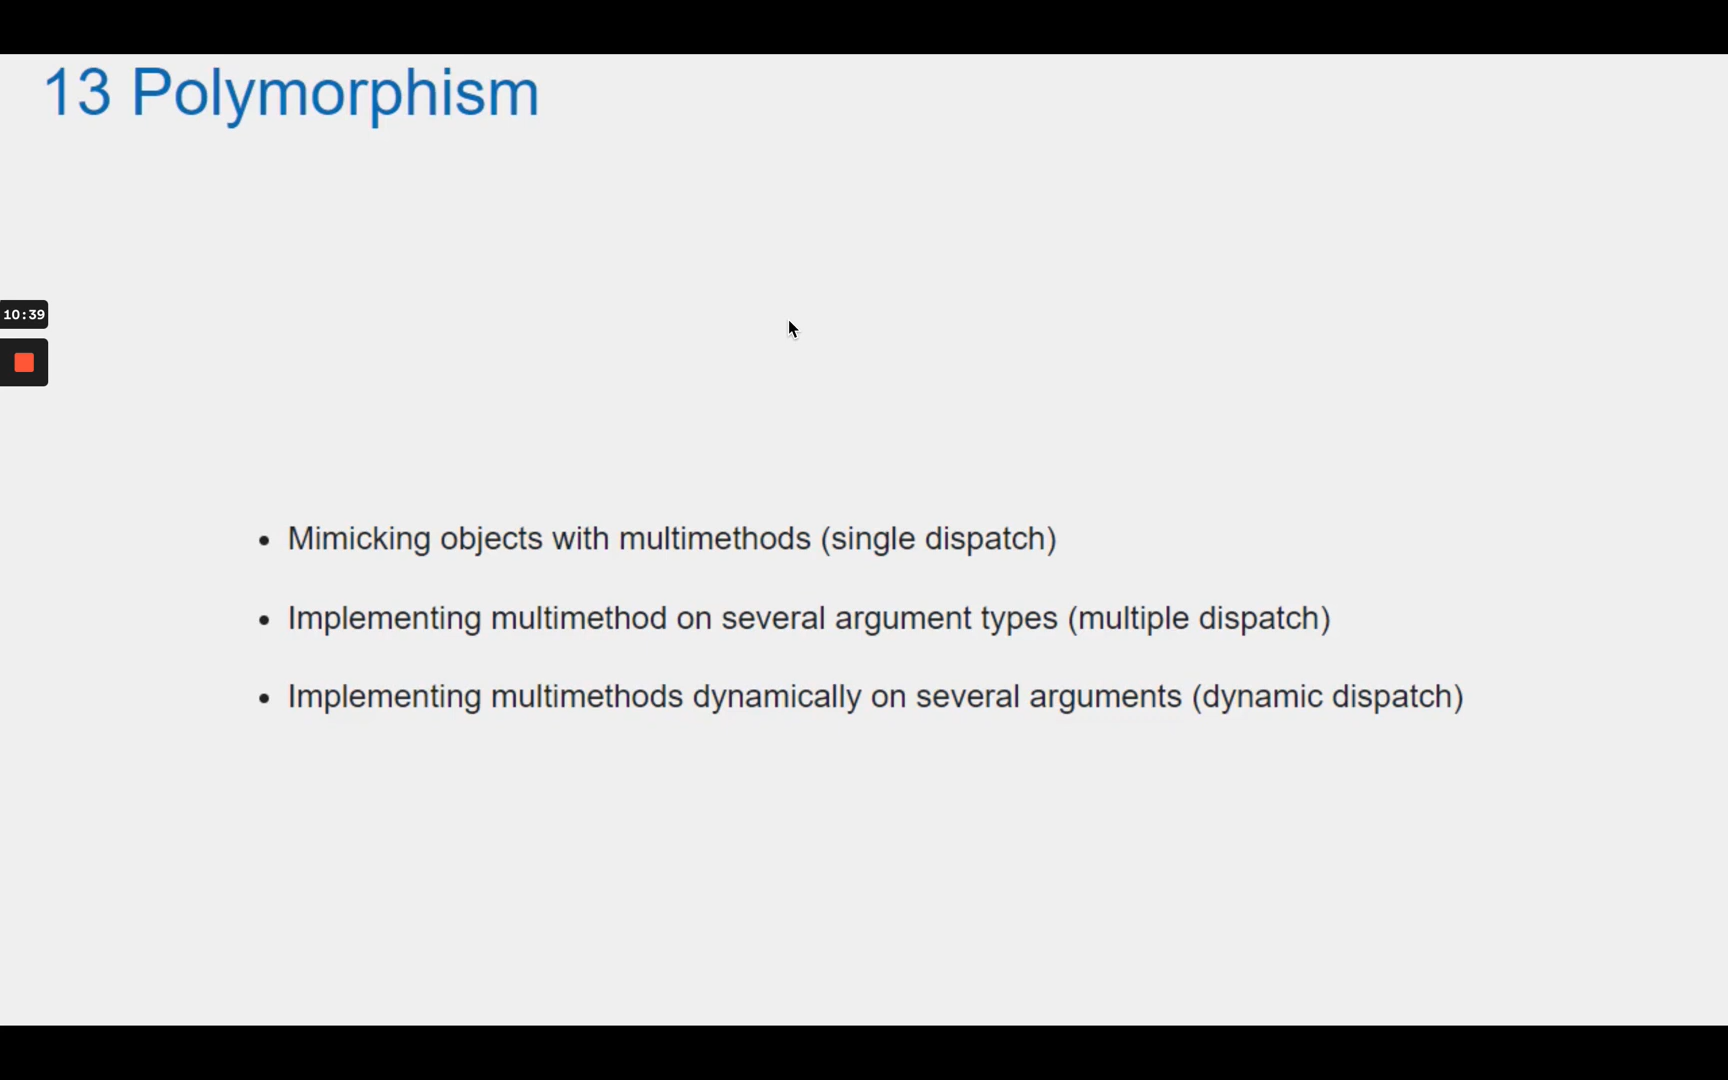 13 Polymorphism
10:39
Mimicking objects with multimethods (single dispatch)
Implementing multimethod on several argument types (multiple dispatch)
Implementing multimethods dynamically on several arguments (dynamic dispatch)